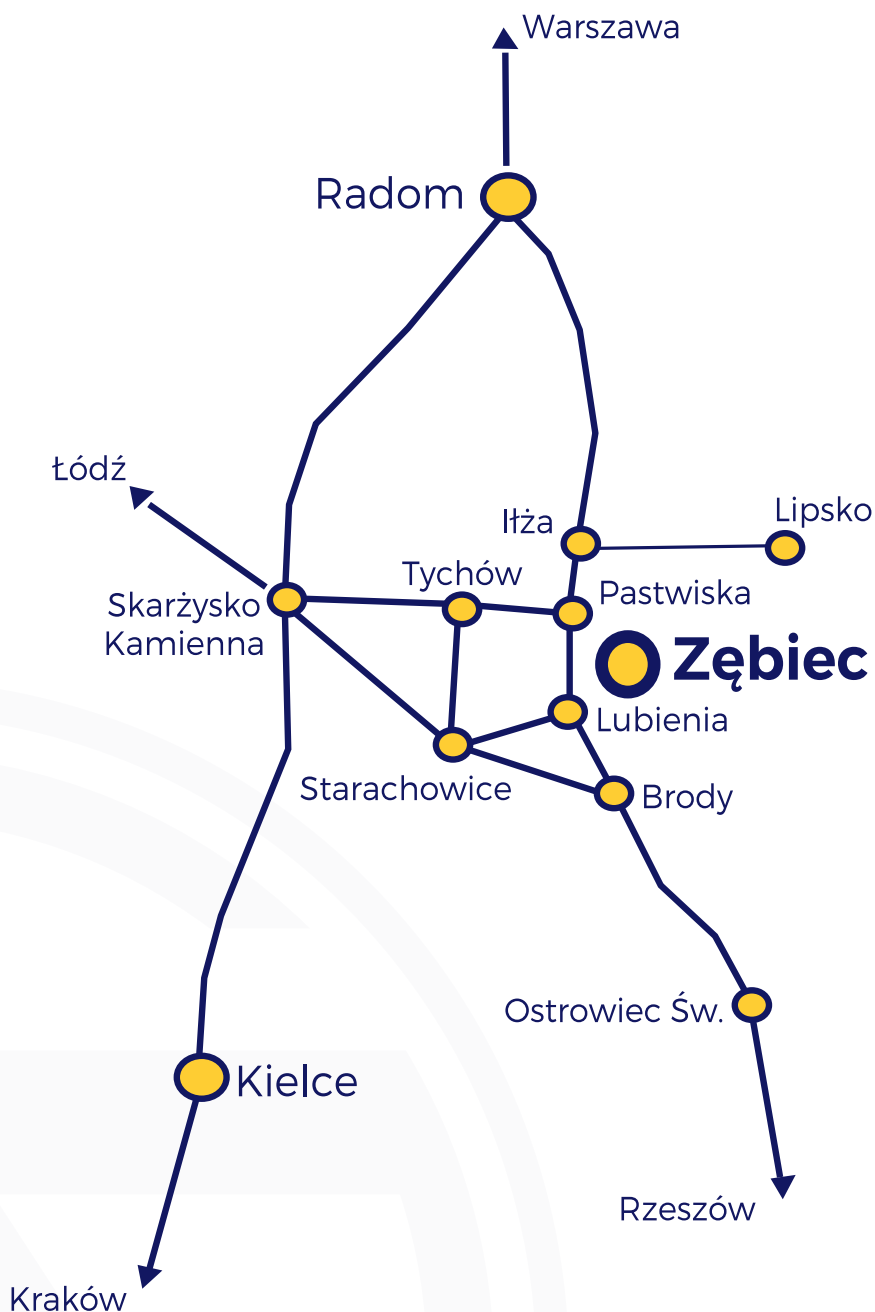 Warszawa
Radom
Łódź
Iłża
Lipsko
Tychów
Skarżysko
Kamienna
Pastwiska
Zębiec
Lubienia
Starachowice
Brody
Ostrowiec Św.
Kielce
Rzeszów
Kraków